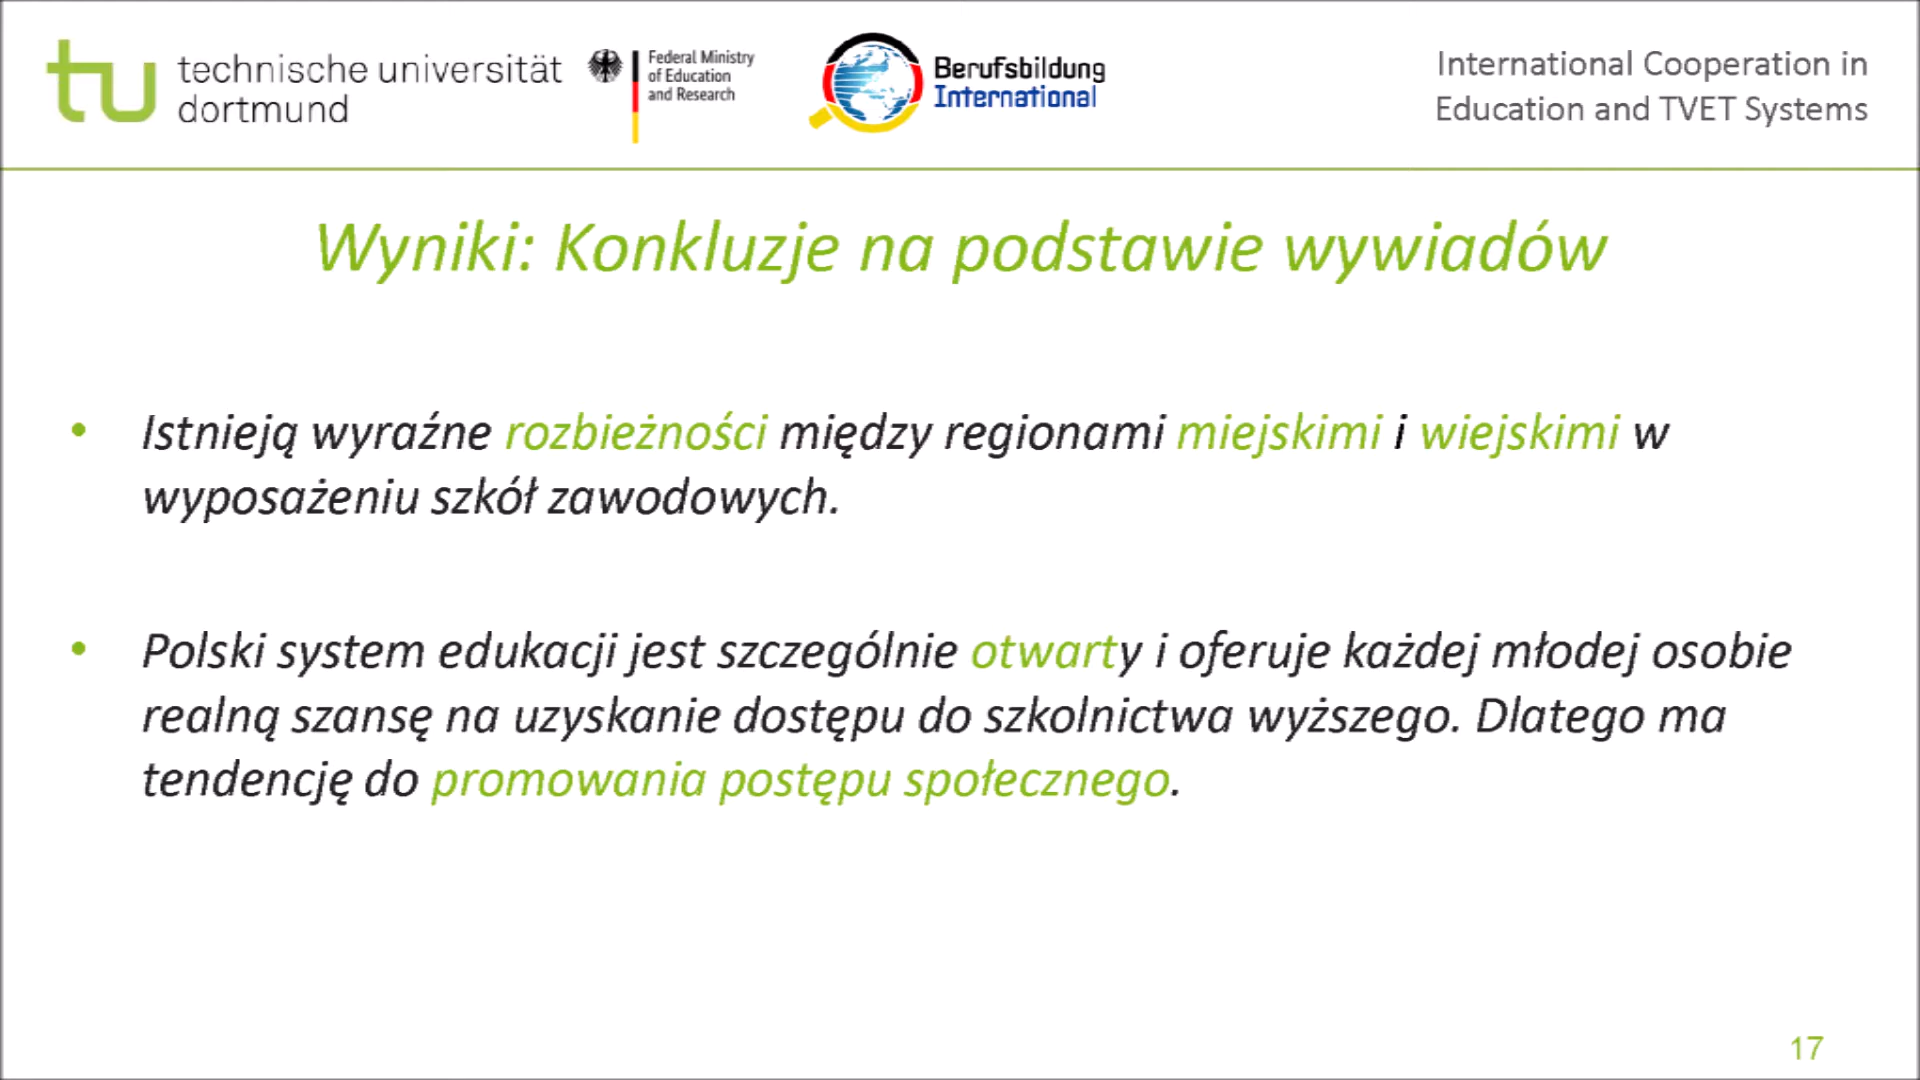 technische universität
dortmund
Federal Ministry
of Education
and Research
Berufsbildung
International
International Cooperation in
Education and TVET Systems
Wyniki: Konkluzje na podstawie wywiadów
• Istnieją wyraźne rozbieżności między regionami miejskimi i wiejskimi w
wyposażeniu szkół zawodowych.
• Polski system edukacji jest szczególnie otwarty i oferuje każdej młodej osobie
realną szansę na uzyskanie dostępu do szkolnictwa wyższego. Dlatego ma
tendencję do promowania postępu społecznego.
17